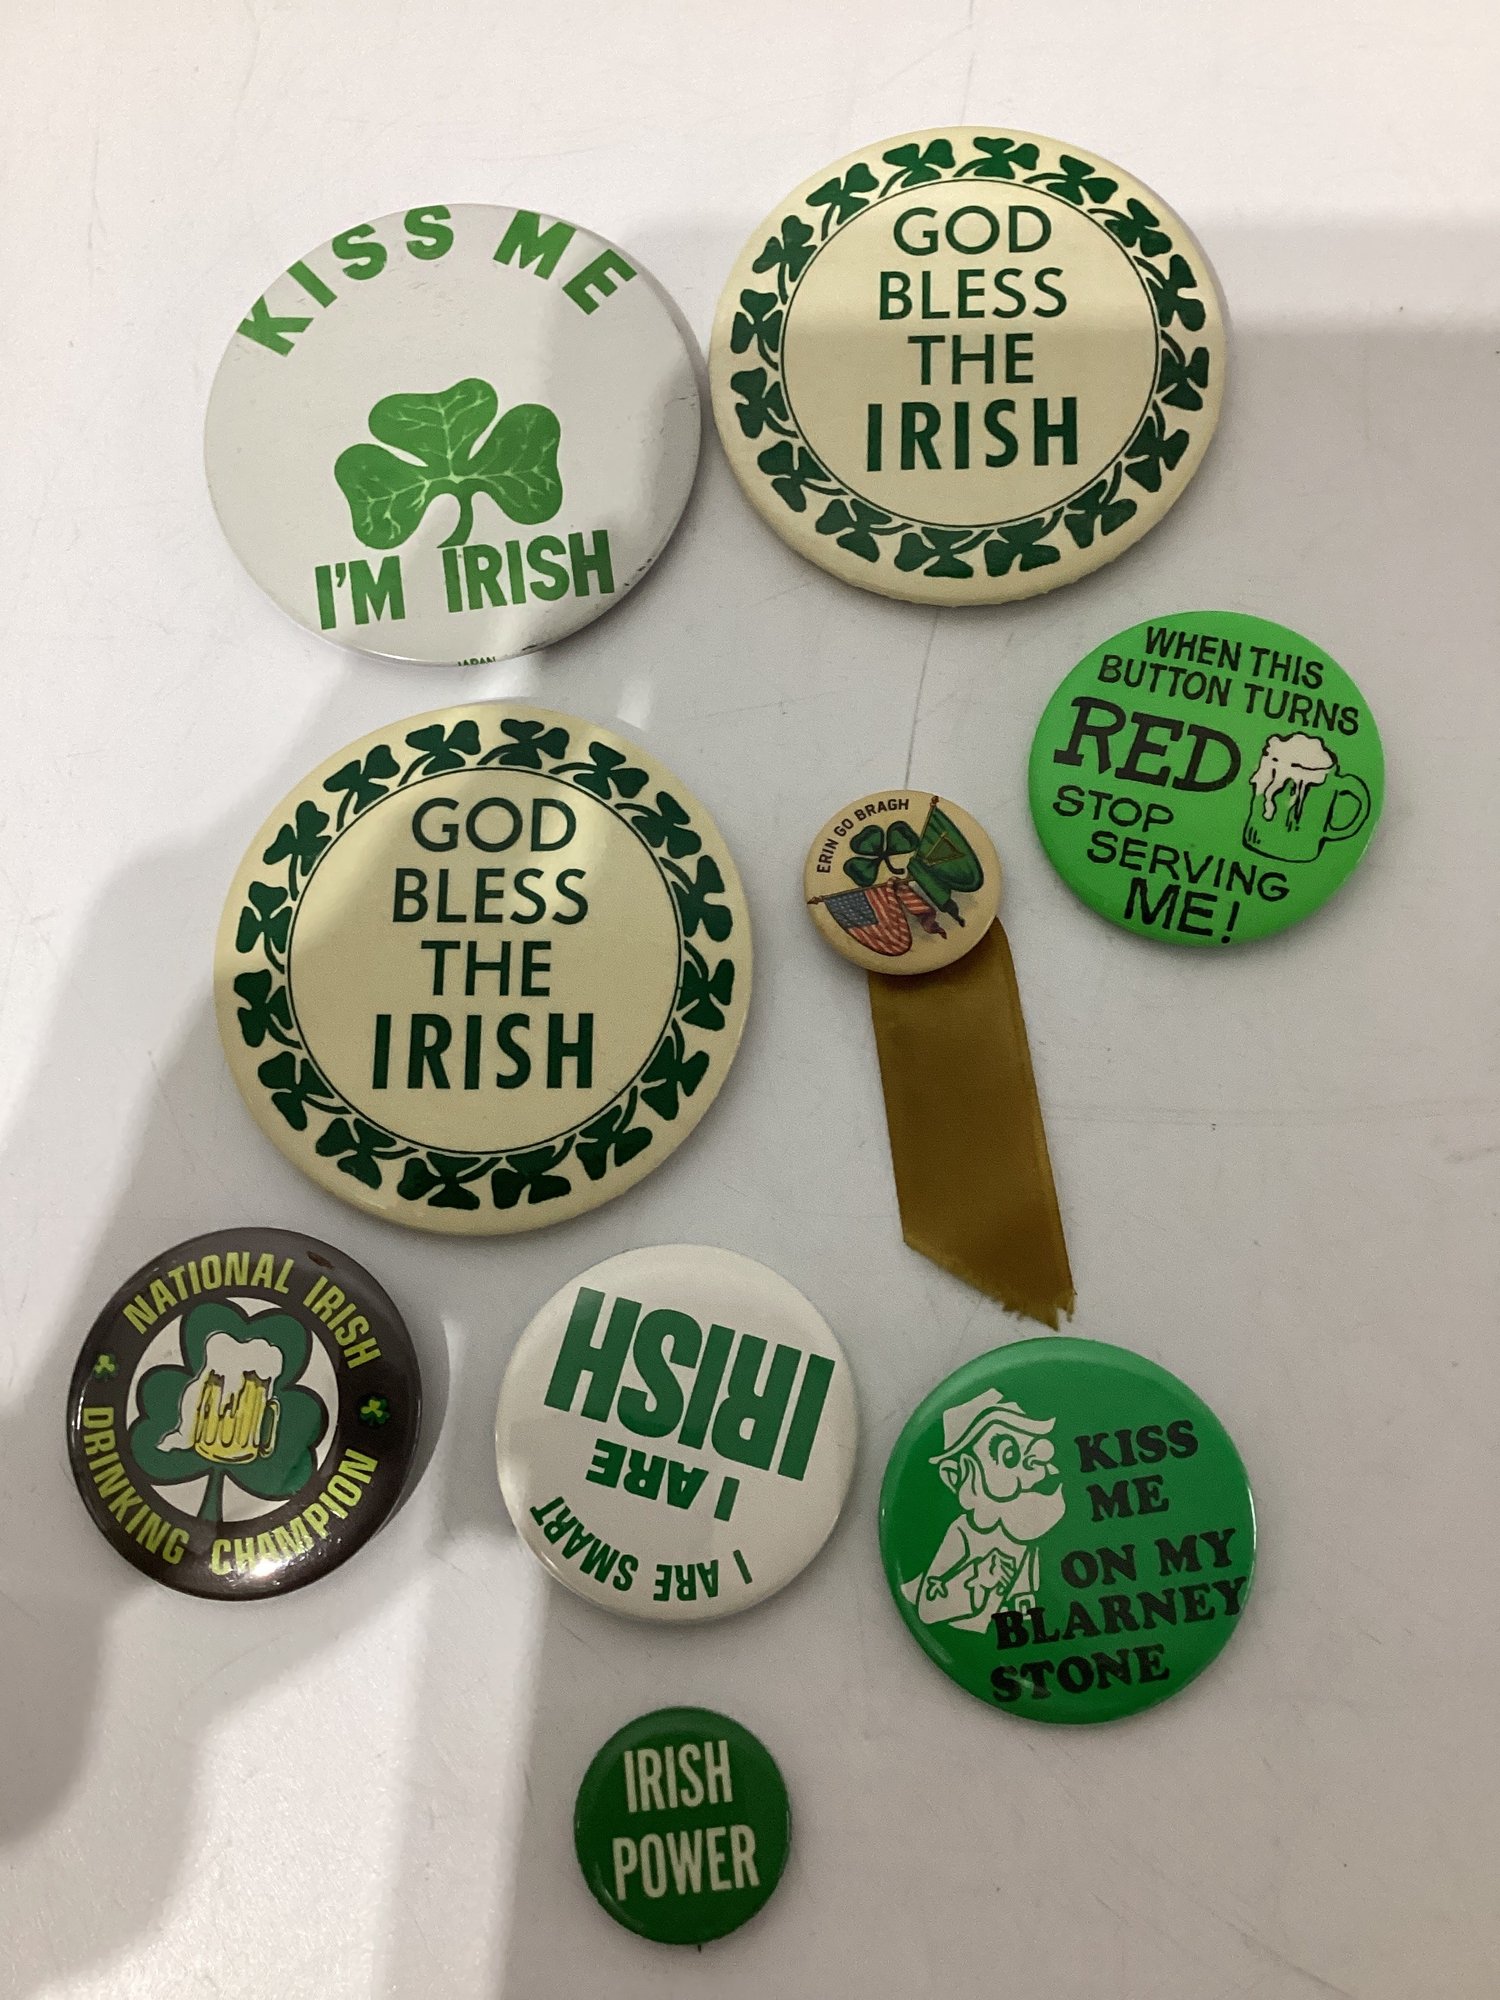 KISS ME
I'M IRISH
JAPAN
GOD
BLESS
THE
IRISH
WHEN THIS
BUTTON TURNS
RED
STOP
SERVING
ME!
GOD
BLESS
THE
IRISH
ERIN GO BRAGH
NATIONAL IRISH
DRINKING CHAMPION
I ARE SMART
I ARE
IRISH
KISS
ME
ON MY
BLARNEY
STONE
IRISH
POWER